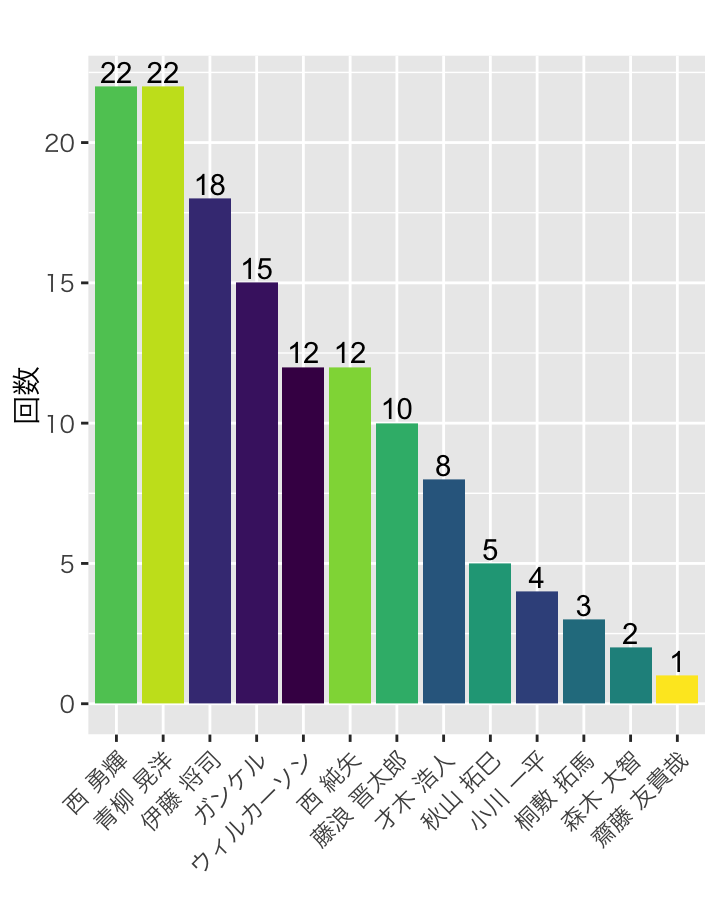 22
22
18
15
12
12
10
8
5
4
3
2
1
20
15
10
5
0
回数
西 勇輝
青柳 晃洋
伊藤 将司
ガンケル
ウィルカーソン
西 純矢
藤浪 晋太郎
才木 浩人
秋山 拓巳
小川 一平
桐敷 拓馬
森木 大智
齋藤 友貴哉